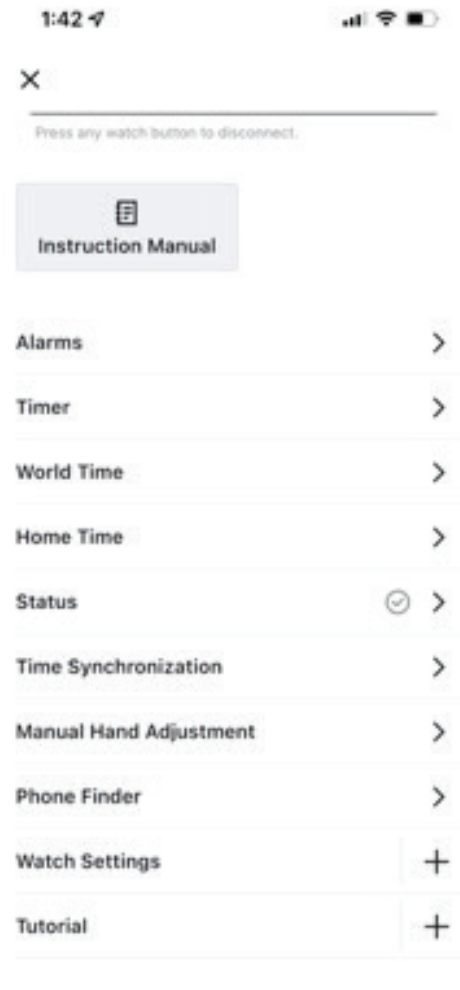 1:42
Press any watch button to disconnect.
Instruction Manual
Alarms
Timer
World Time
Home Time
Status
Time Synchronization
Manual Hand Adjustment
Phone Finder
Watch Settings
Tutorial